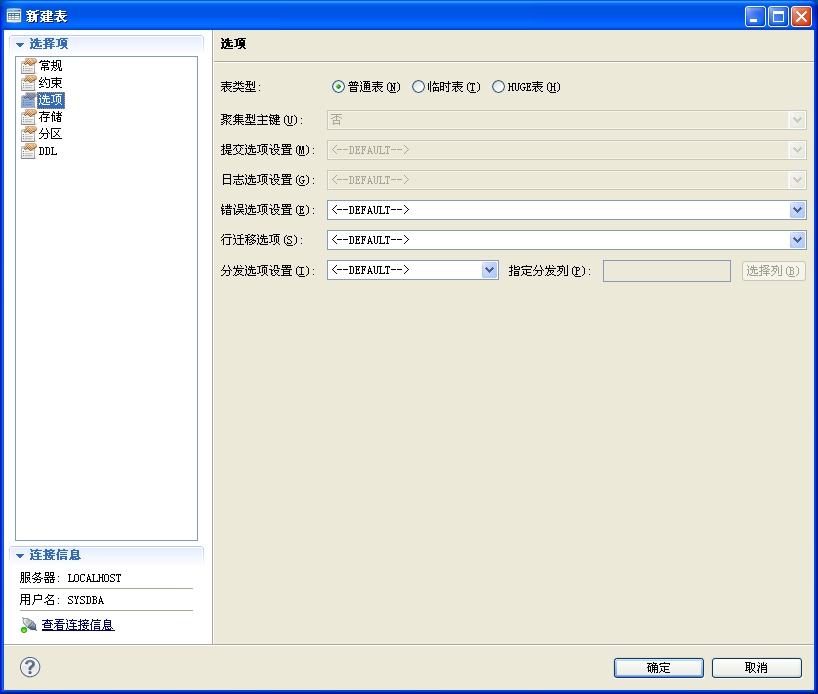 新建表
选择项
常规
约束
选项
存储
分区
DDL
连接信息
服务器: LOCALHOST
用户名: SYSDBA
查看连接信息
选项
表类型: 普通表(N) 临时表(T) HUGE表(H)
聚集型主键(U): 否
提交选项设置(M): <--DEFAULT-->
日志选项设置(G): <--DEFAULT-->
错误选项设置(E): <--DEFAULT-->
行迁移选项(S): <--DEFAULT-->
分发选项设置(I): <--DEFAULT--> 指定分发列(P): 选择列(B)
?
确定 取消